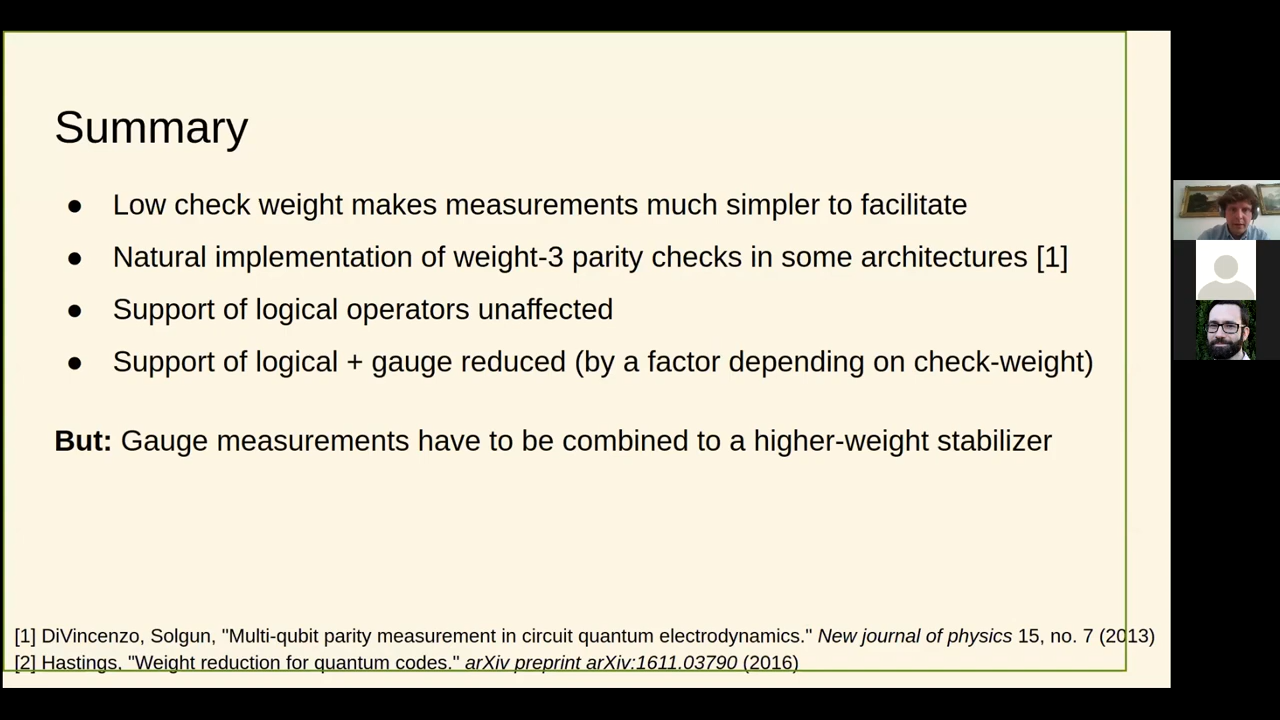 Summary
● Low check weight makes measurements much simpler to facilitate
● Natural implementation of weight-3 parity checks in some architectures [1]
● Support of logical operators unaffected
● Support of logical + gauge reduced (by a factor depending on check-weight)
But: Gauge measurements have to be combined to a higher-weight stabilizer
[1] DiVincenzo, Solgun, "Multi-qubit parity measurement in circuit quantum electrodynamics." New journal of physics 15, no. 7 (2013)
[2] Hastings, "Weight reduction for quantum codes." arXiv preprint arXiv:1611.03790 (2016)